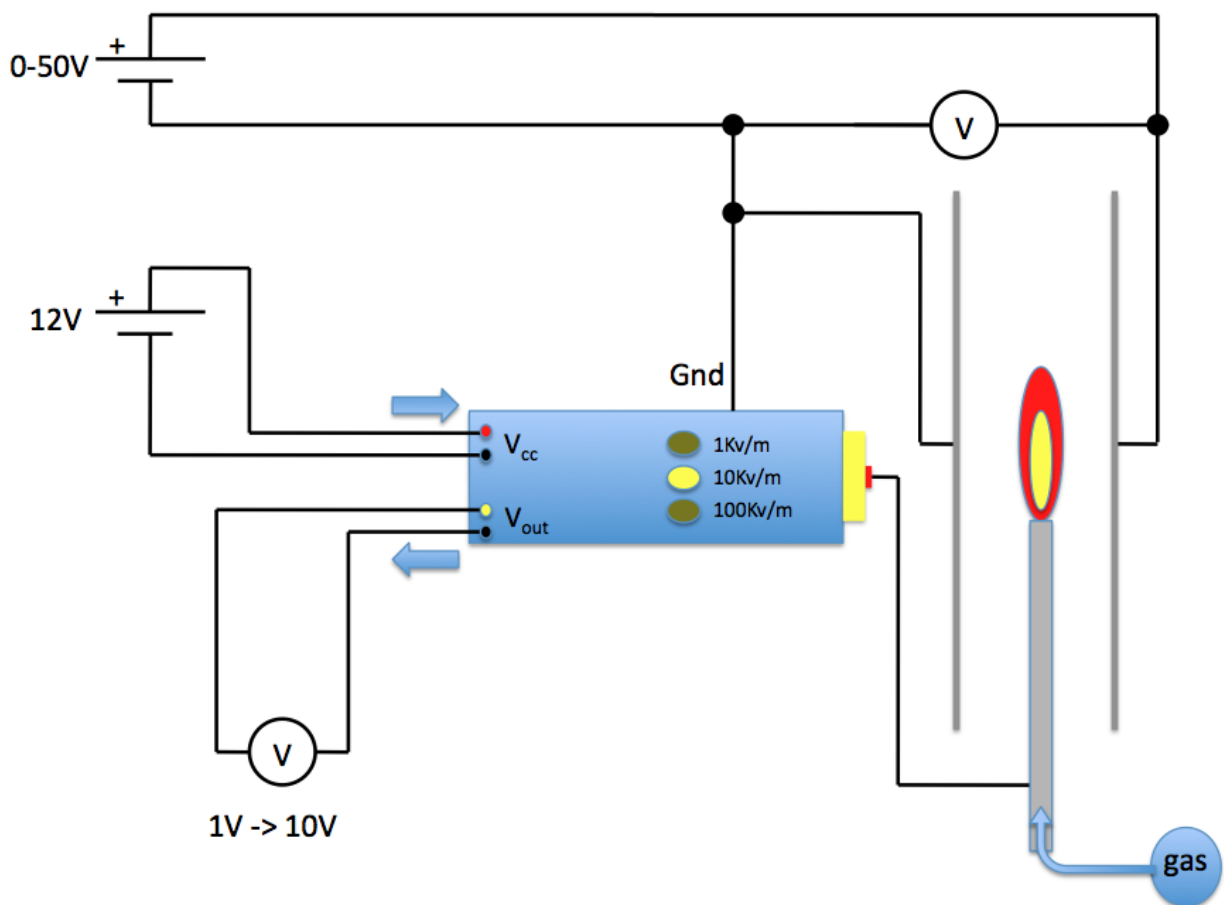 +
0-50V
V
+
12V
Gnd
Vcc
1Kv/m
10Kv/m
100Kv/m
Vout
V
1V -> 10V
gas